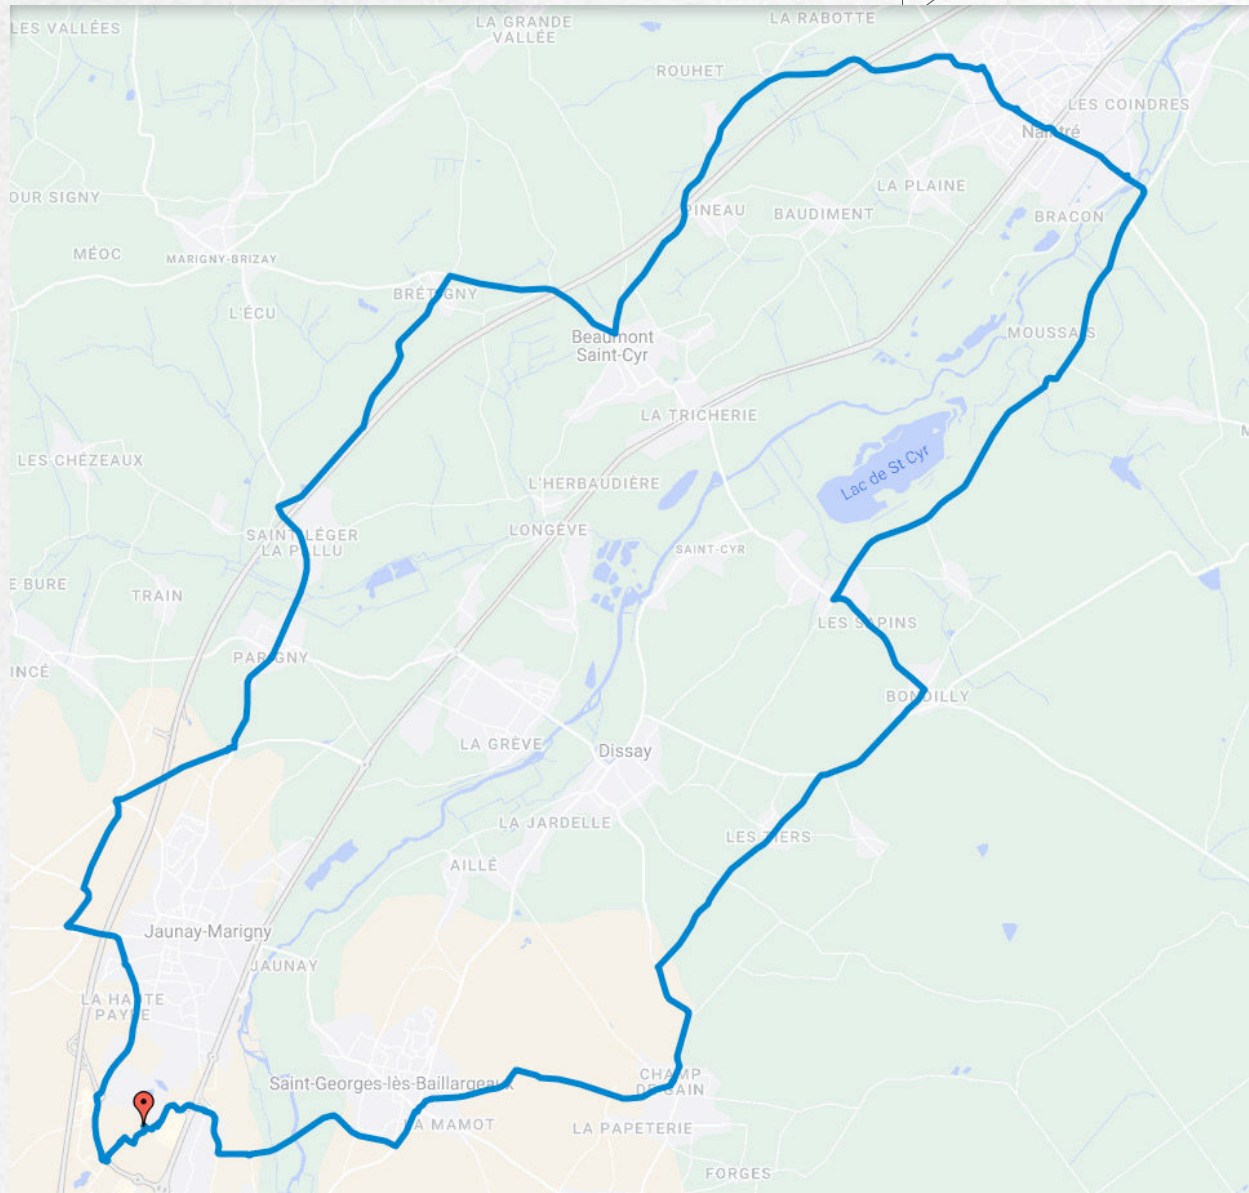 LA RABOTTE
LA GRANDE
VALLÉE
LES VALLÉES
ROUHET
LES COINDRES
Naintré
LA PLAINE
OUR SIGNY
PINEAU
BAUDIMENT
BRACON
MÉOC
MARIGNY-BRIZAY
BRÉTIGNY
L'ÉCU
MOUSSAIS
Beaumont
Saint-Cyr
LA TRICHERIE
LES CHÉZEAUX
Lac de St Cyr
L'HERBAUDIÈRE
LONGÈVE
SAINT-LÉGER
LA PALLU
SAINT-CYR
E BURE
TRAIN
LES SAPINS
PARIGNY
INCÉ
BONDILLY
LA GRÈVE
Dissay
LA JARDELLE
LES TIERS
AILLÉ
Jaunay-Marigny
JAUNAY
LA HAUTE
PAYRE
CHAMP
DE GAIN
Saint-Georges-lès-Baillargeaux
LA MAMOT
LA PAPETERIE
FORGES